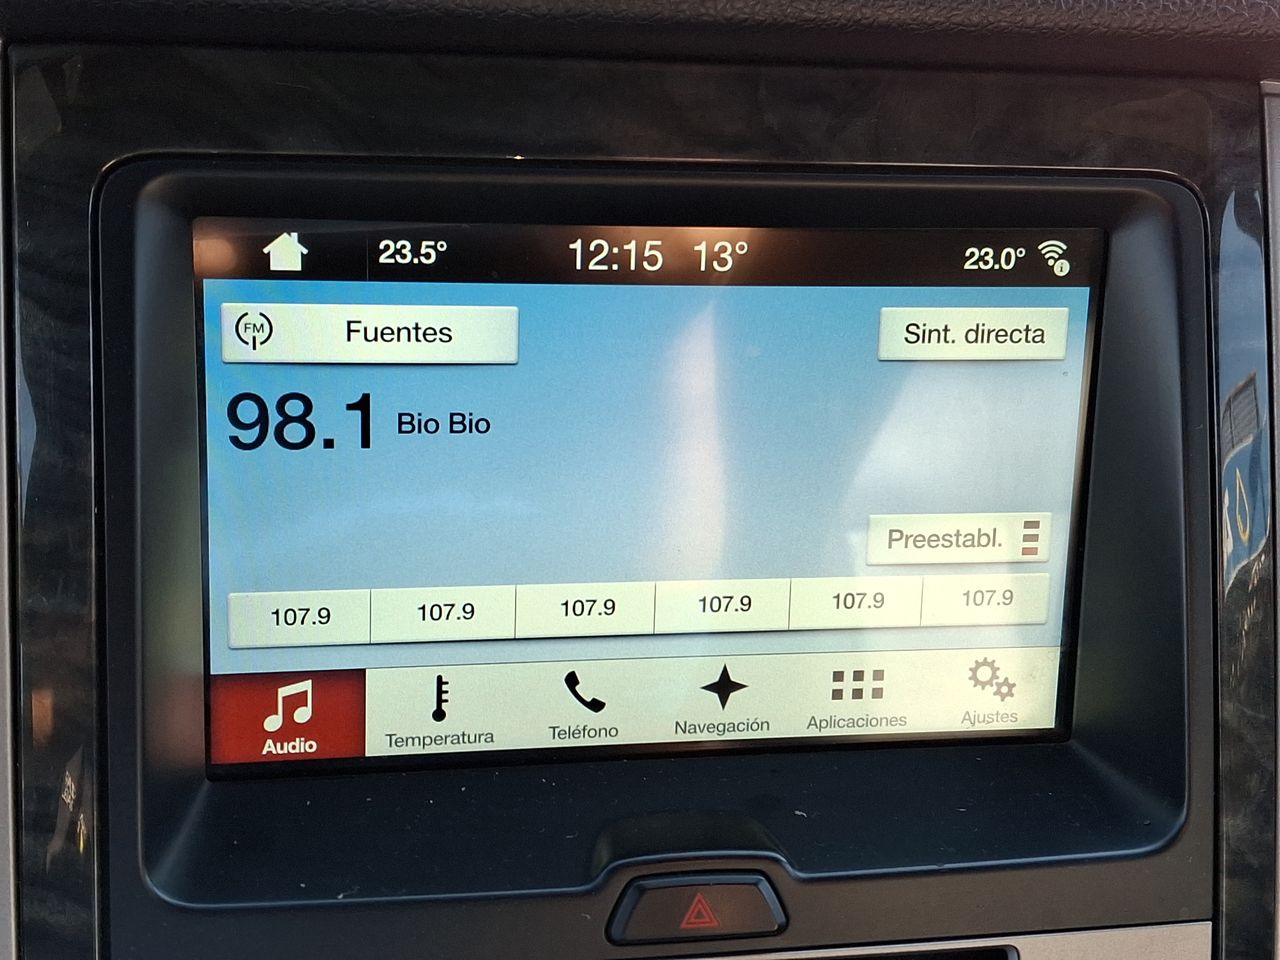 23.5° 12:15 13° 23.0°
FM Fuentes Sint. directa
98.1 Bio Bio
Preestabl.
107.9 107.9 107.9 107.9 107.9 107.9
Audio Temperatura Teléfono Navegación Aplicaciones Ajustes